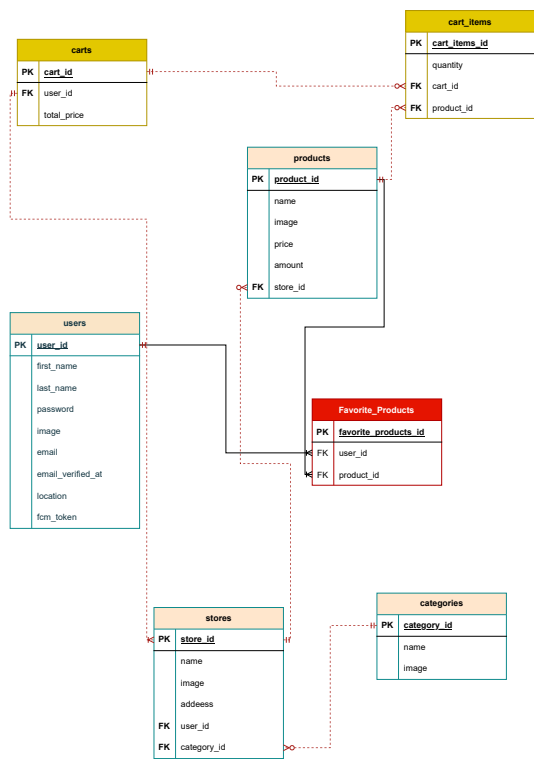 cart_items
PK cart_items_id
quantity
FK cart_id
FK product_id
carts
PK cart_id
FK user_id
total_price
products
PK product_id
name
image
price
amount
FK store_id
users
PK user_id
first_name
last_name
password
image
email
email_verified_at
location
fcm_token
Favorite_Products
PK favorite_products_id
FK user_id
FK product_id
stores
PK store_id
name
image
addeess
FK user_id
FK category_id
categories
PK category_id
name
image